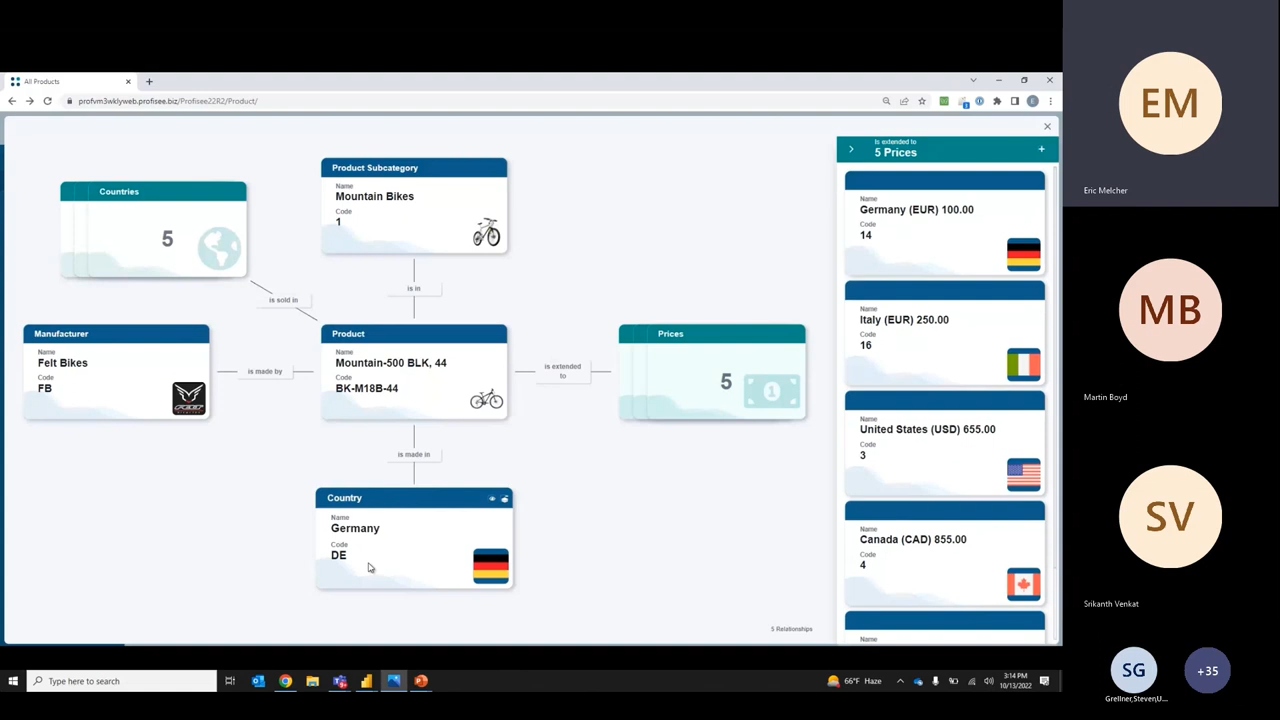 All Products
profvm3wklyweb.profisee.biz/Profisee22R2/Product/
Countries
5
is sold in
Product Subcategory
Name
Mountain Bikes
Code
1
is in
Manufacturer
Name
Felt Bikes
Code
FB
is made by
Product
Name
Mountain-500 BLK, 44
Code
BK-M18B-44
is extended
to
Prices
5
1
is made in
Country
Name
Germany
Code
DE
5 Relationships
is extended to
5 Prices
Name
Germany (EUR) 100.00
Code
14
Name
Italy (EUR) 250.00
Code
16
Name
United States (USD) 655.00
Code
3
Name
Canada (CAD) 855.00
Code
4
Name
Type here to search
66°F Haze
3:14 PM
10/13/2022
EM
Eric Melcher
MB
Martin Boyd
SV
Srikanth Venkat
SG
+35
Grellner,Steven,U...